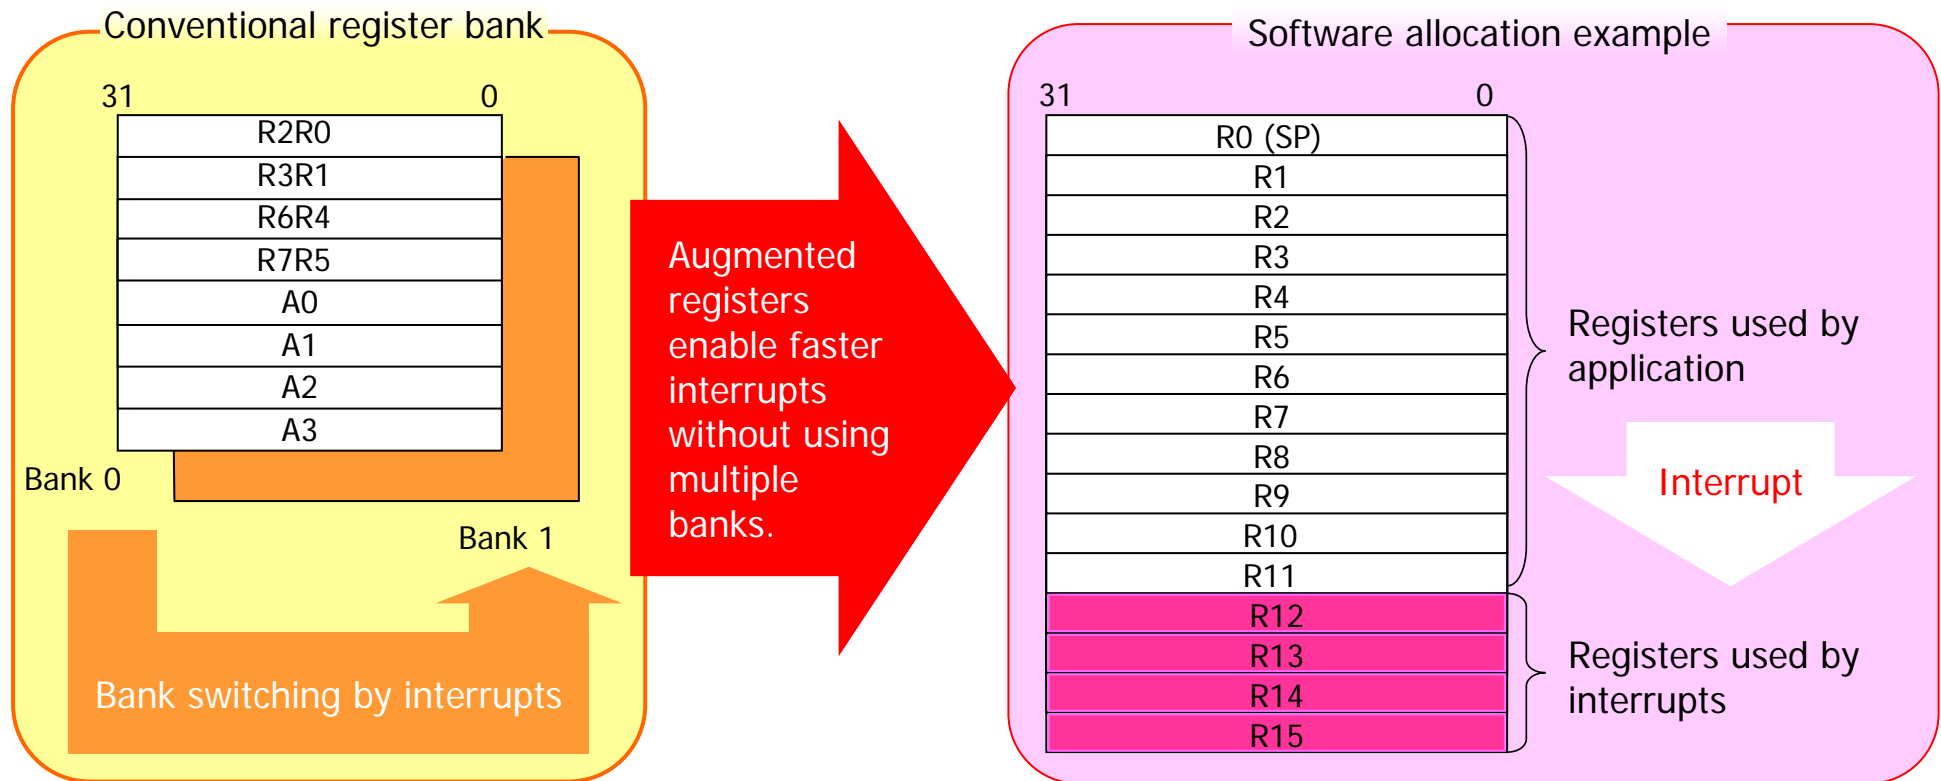 Conventional register bank
31 0
R2R0
R3R1
R6R4
R7R5
A0
A1
A2
A3
Bank 0
Bank 1
Bank switching by interrupts
Augmented
registers
enable faster
interrupts
without using
multiple
banks.
Software allocation example
31 0
R0 (SP)
R1
R2
R3
R4
R5
R6
R7
R8
R9
R10
R11
R12
R13
R14
R15
Registers used by
application
Interrupt
Registers used by
interrupts